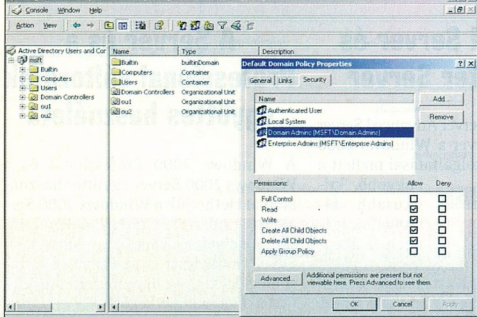 Console Window Help
Action View
Active Directory Users and Cor
msft
Builtin
Computers
Users
Domain Controllers
ou1
ou2
Name Type Description
Builtin builtinDomain
Computers Container
Users Container
Domain Controllers Organizational Unit
ou1 Organizational Unit
ou2 Organizational Unit
Default Domain Policy Properties
General Links Security
Name
Add...
Remove
Authenticated User
Local System
Domain Admins (MSFT\Domain Admins)
Enterprise Admins (MSFT\Enterprise Admins)
Permissions: Allow Deny
Full Control
Read
Write
Create All Child Objects
Delete All Child Objects
Apply Group Policy
Advanced...
Additional permissions are present but not
viewable here. Press Advanced to see them.
OK Cancel Apply